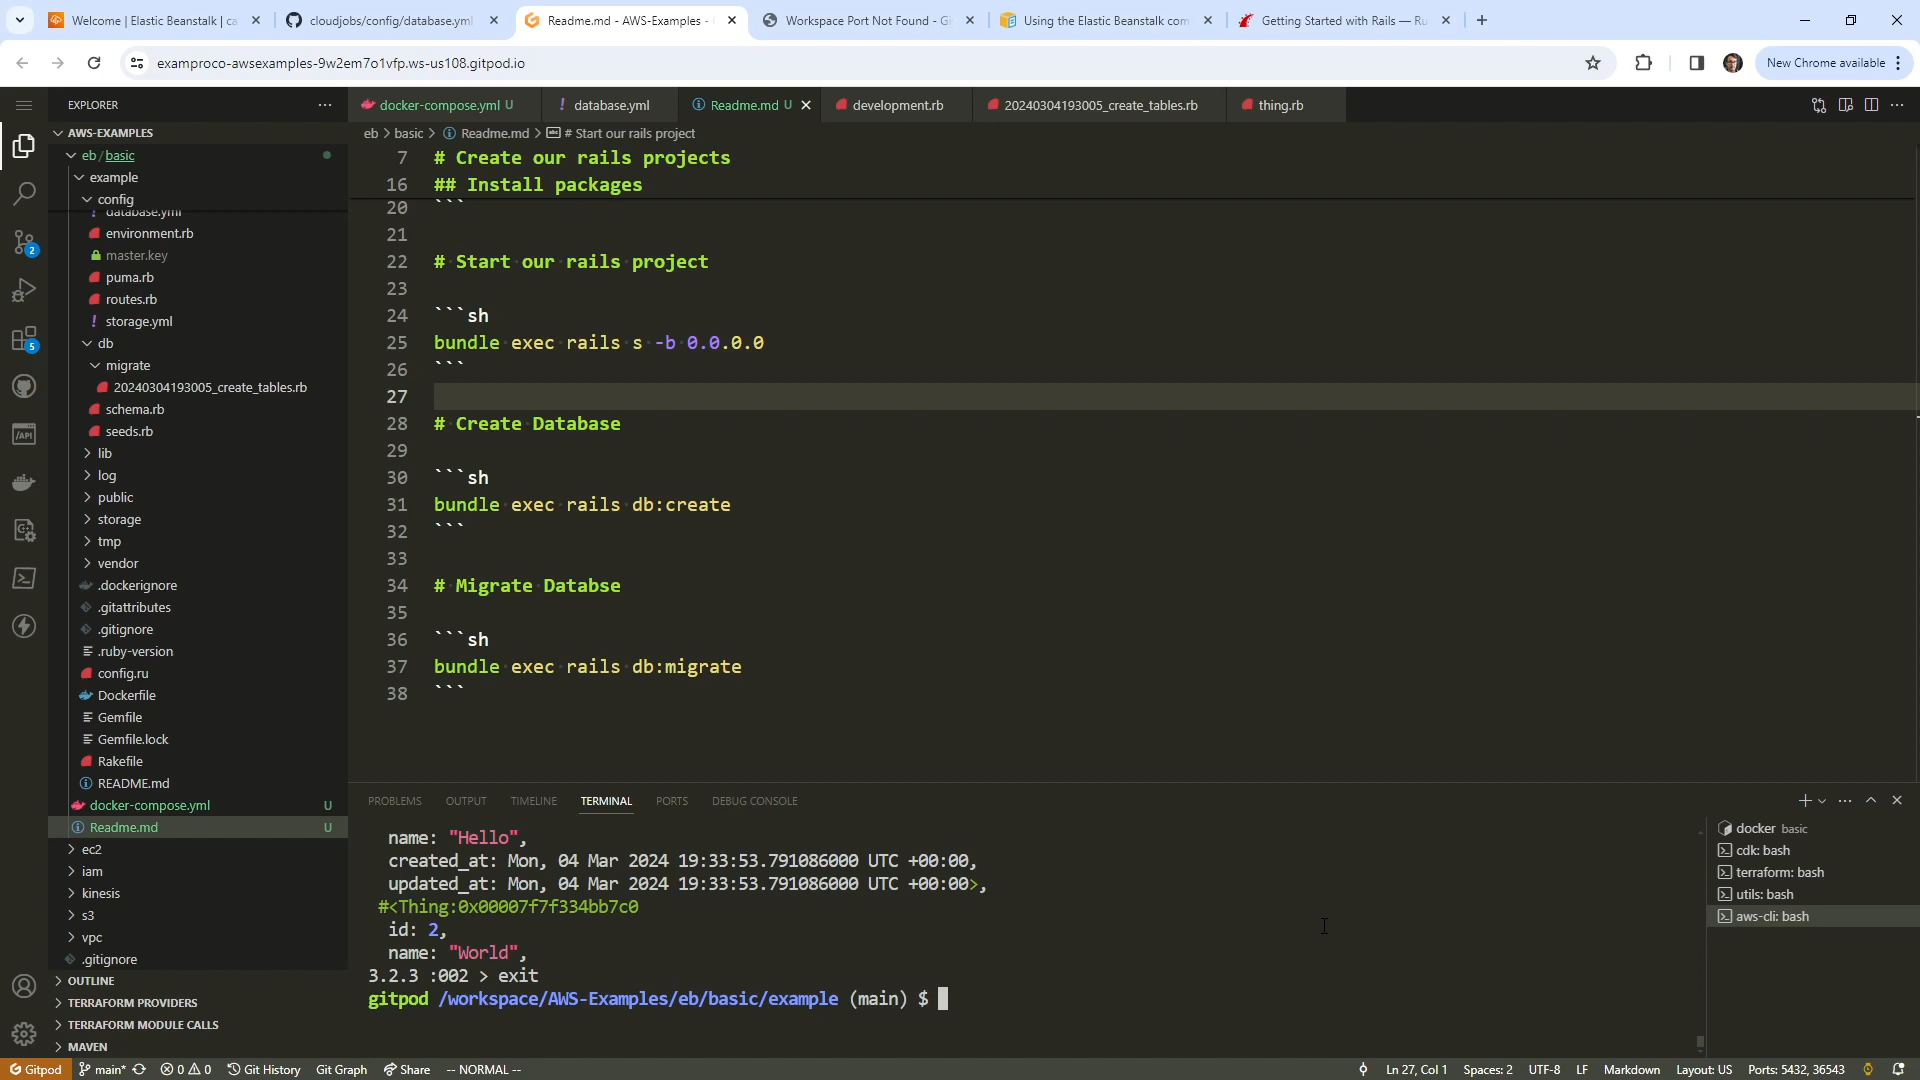 Welcome | Elastic Beanstalk | ca
cloudjobs/config/database.yml
Readme.md - AWS-Examples -
Workspace Port Not Found - Gi
Using the Elastic Beanstalk com
Getting Started with Rails — Ru
examproco-awsexamples-9w2em7o1vfp.ws-us108.gitpod.io
New Chrome available
EXPLORER
AWS-EXAMPLES
eb/basic
example
config
database.yml
environment.rb
master.key
puma.rb
routes.rb
storage.yml
db
migrate
20240304193005_create_tables.rb
schema.rb
seeds.rb
lib
log
public
storage
tmp
vendor
.dockerignore
.gitattributes
.gitignore
.ruby-version
config.ru
Dockerfile
Gemfile
Gemfile.lock
Rakefile
README.md
docker-compose.yml U
Readme.md U
ec2
iam
kinesis
s3
vpc
.gitignore
OUTLINE
TERRAFORM PROVIDERS
TERRAFORM MODULE CALLS
MAVEN
2
5
/API
docker-compose.yml U
database.yml
Readme.md U
development.rb
20240304193005_create_tables.rb
thing.rb
eb > basic > Readme.md > # Start our rails project
7 # Create our rails projects
16 ## Install packages
20 ```
21
22 # Start our rails project
23
24 ```sh
25 bundle exec rails s -b 0.0.0.0
26 ```
27
28 # Create Database
29
30 ```sh
31 bundle exec rails db:create
32 ```
33
34 # Migrate Databse
35
36 ```sh
37 bundle exec rails db:migrate
38 ```
PROBLEMS OUTPUT TIMELINE TERMINAL PORTS DEBUG CONSOLE
name: "Hello",
created_at: Mon, 04 Mar 2024 19:33:53.791086000 UTC +00:00,
updated_at: Mon, 04 Mar 2024 19:33:53.791086000 UTC +00:00>,
#<Thing:0x00007f7f334bb7c0
id: 2,
name: "World",
3.2.3 :002 > exit
gitpod /workspace/AWS-Examples/eb/basic/example (main) $
docker basic
cdk: bash
terraform: bash
utils: bash
aws-cli: bash
Gitpod main* 0 0 Git History Git Graph Share -- NORMAL --
Ln 27, Col 1 Spaces: 2 UTF-8 LF Markdown Layout: US Ports: 5432, 36543